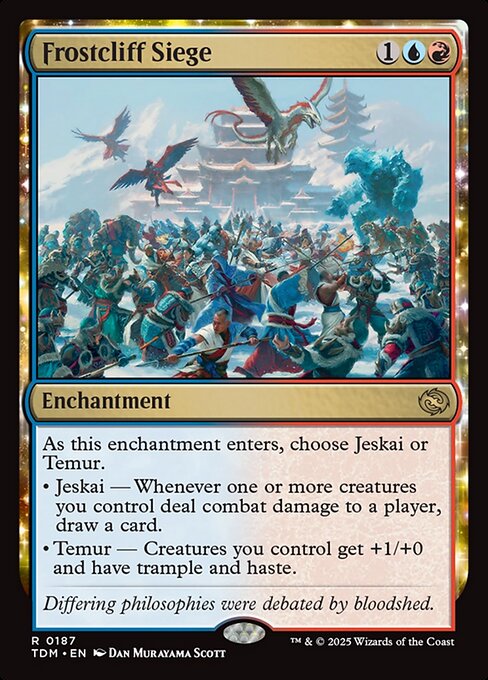 Frostcliff Siege 1
Enchantment
As this enchantment enters, choose Jeskai or
Temur.
• Jeskai — Whenever one or more creatures
you control deal combat damage to a player,
draw a card.
• Temur — Creatures you control get +1/+0
and have trample and haste.
Differing philosophies were debated by bloodshed.
R 0187
TDM • EN Dan Murayama Scott
™ & © 2025 Wizards of the Coast